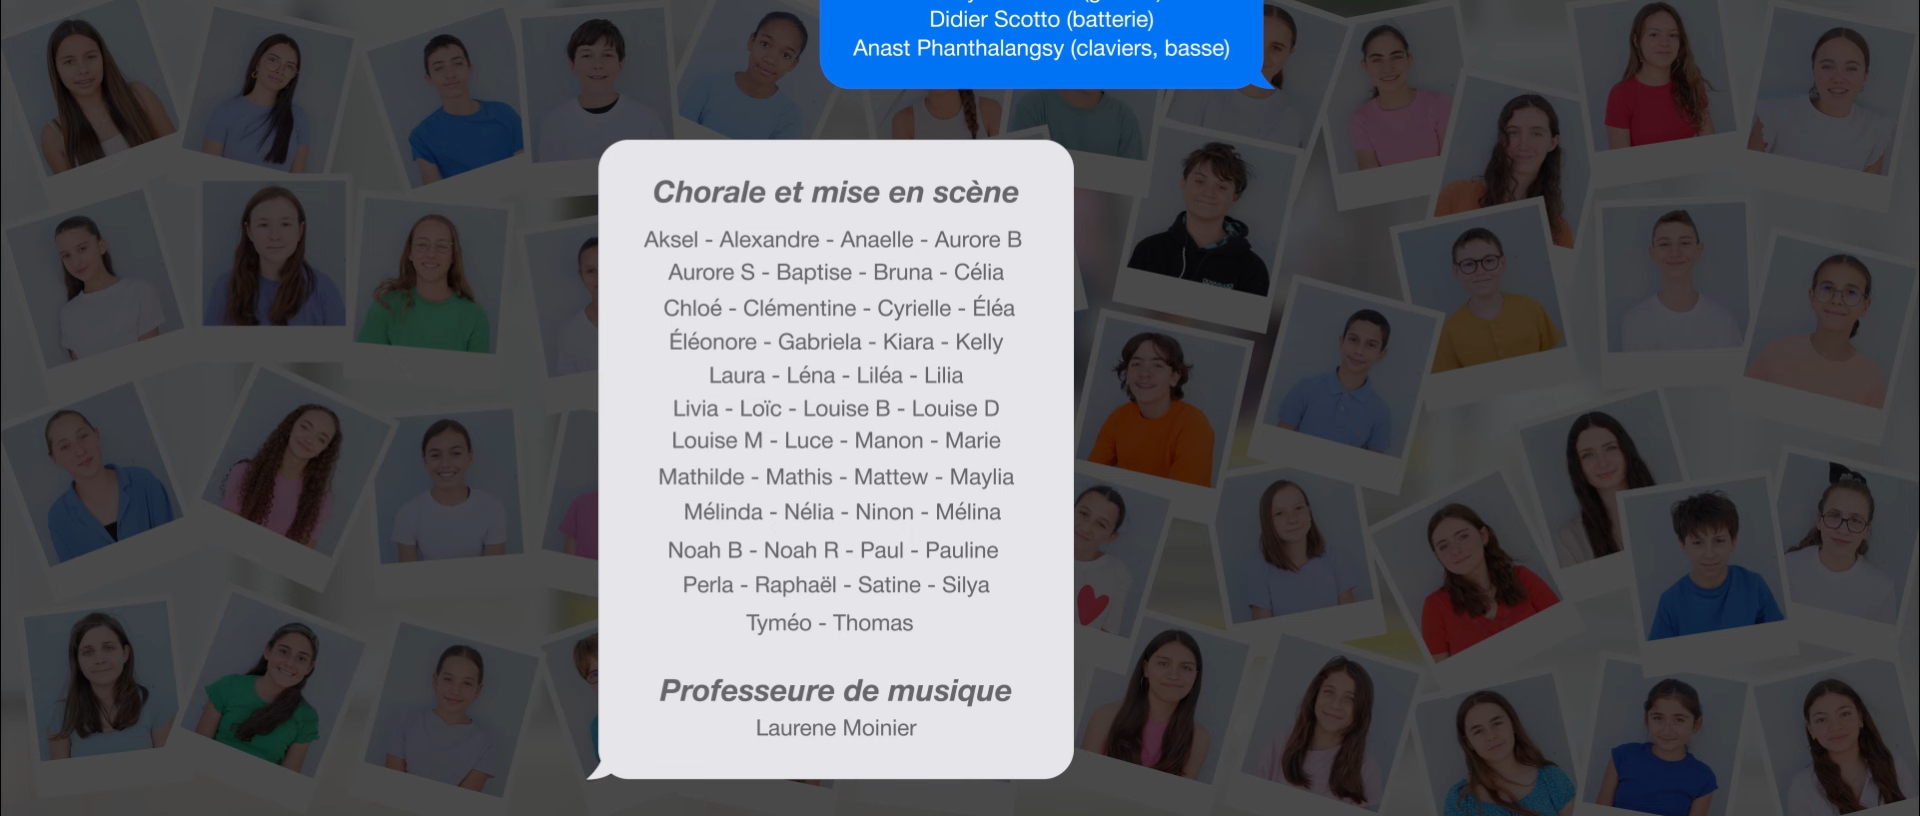 Didier Scotto (batterie)
Anast Phanthalangsy (claviers, basse)
Chorale et mise en scène
Aksel - Alexandre - Anaelle - Aurore B
Aurore S - Baptise - Bruna - Célia
Chloé - Clémentine - Cyrielle - Éléa
Éléonore - Gabriela - Kiara - Kelly
Laura - Léna - Liléa - Lilia
Livia - Loïc - Louise B - Louise D
Louise M - Luce - Manon - Marie
Mathilde - Mathis - Mattew - Maylia
Mélinda - Nélia - Ninon - Mélina
Noah B - Noah R - Paul - Pauline
Perla - Raphaël - Satine - Silya
Tyméo - Thomas
Professeure de musique
Laurene Moinier